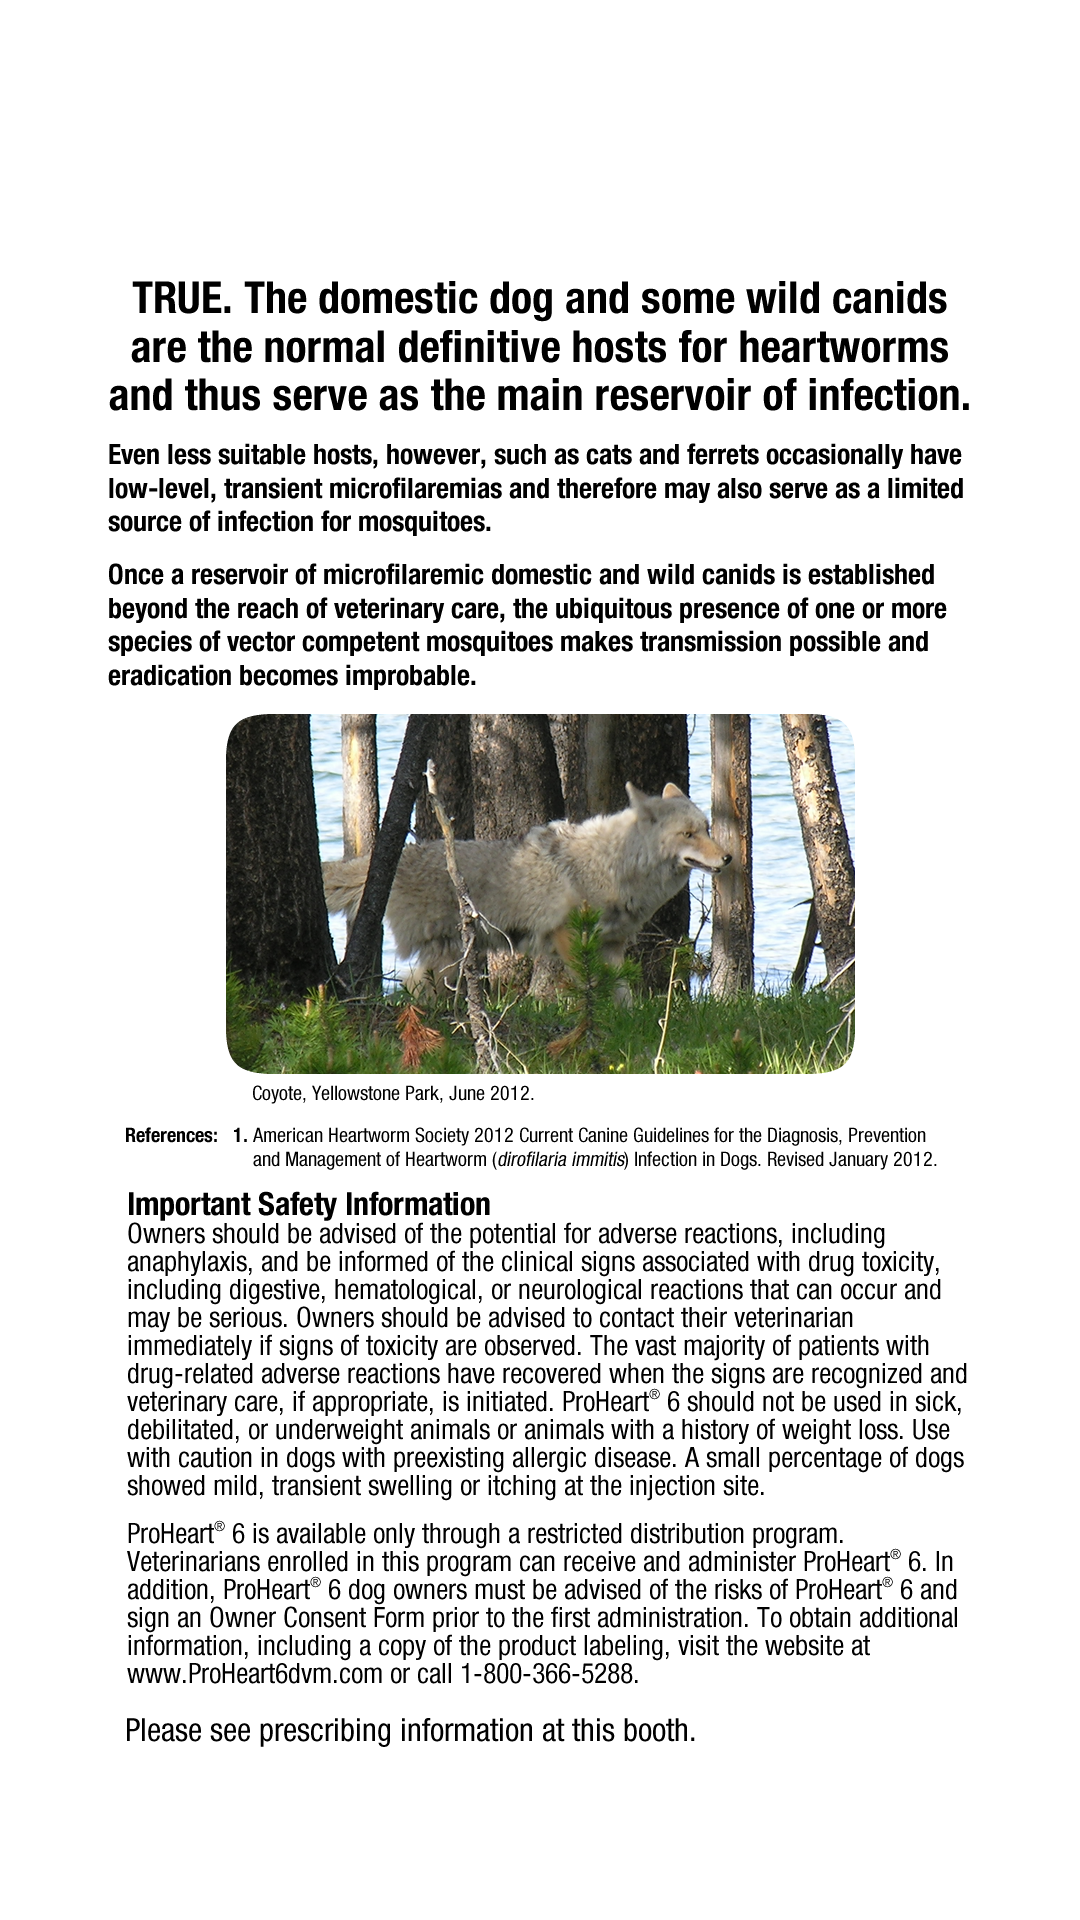 TRUE. The domestic dog and some wild canids
are the normal definitive hosts for heartworms
and thus serve as the main reservoir of infection.
Even less suitable hosts, however, such as cats and ferrets occasionally have
low-level, transient microfilaremias and therefore may also serve as a limited
source of infection for mosquitoes.
Once a reservoir of microfilaremic domestic and wild canids is established
beyond the reach of veterinary care, the ubiquitous presence of one or more
species of vector competent mosquitoes makes transmission possible and
eradication becomes improbable.
Coyote, Yellowstone Park, June 2012.
References: 1. American Heartworm Society 2012 Current Canine Guidelines for the Diagnosis, Prevention
and Management of Heartworm (dirofilaria immitis) Infection in Dogs. Revised January 2012.
Important Safety Information
Owners should be advised of the potential for adverse reactions, including
anaphylaxis, and be informed of the clinical signs associated with drug toxicity,
including digestive, hematological, or neurological reactions that can occur and
may be serious. Owners should be advised to contact their veterinarian
immediately if signs of toxicity are observed. The vast majority of patients with
drug-related adverse reactions have recovered when the signs are recognized and
veterinary care, if appropriate, is initiated. ProHeart® 6 should not be used in sick,
debilitated, or underweight animals or animals with a history of weight loss. Use
with caution in dogs with preexisting allergic disease. A small percentage of dogs
showed mild, transient swelling or itching at the injection site.
ProHeart® 6 is available only through a restricted distribution program.
Veterinarians enrolled in this program can receive and administer ProHeart® 6. In
addition, ProHeart® 6 dog owners must be advised of the risks of ProHeart® 6 and
sign an Owner Consent Form prior to the first administration. To obtain additional
information, including a copy of the product labeling, visit the website at
www.ProHeart6dvm.com or call 1-800-366-5288.
Please see prescribing information at this booth.